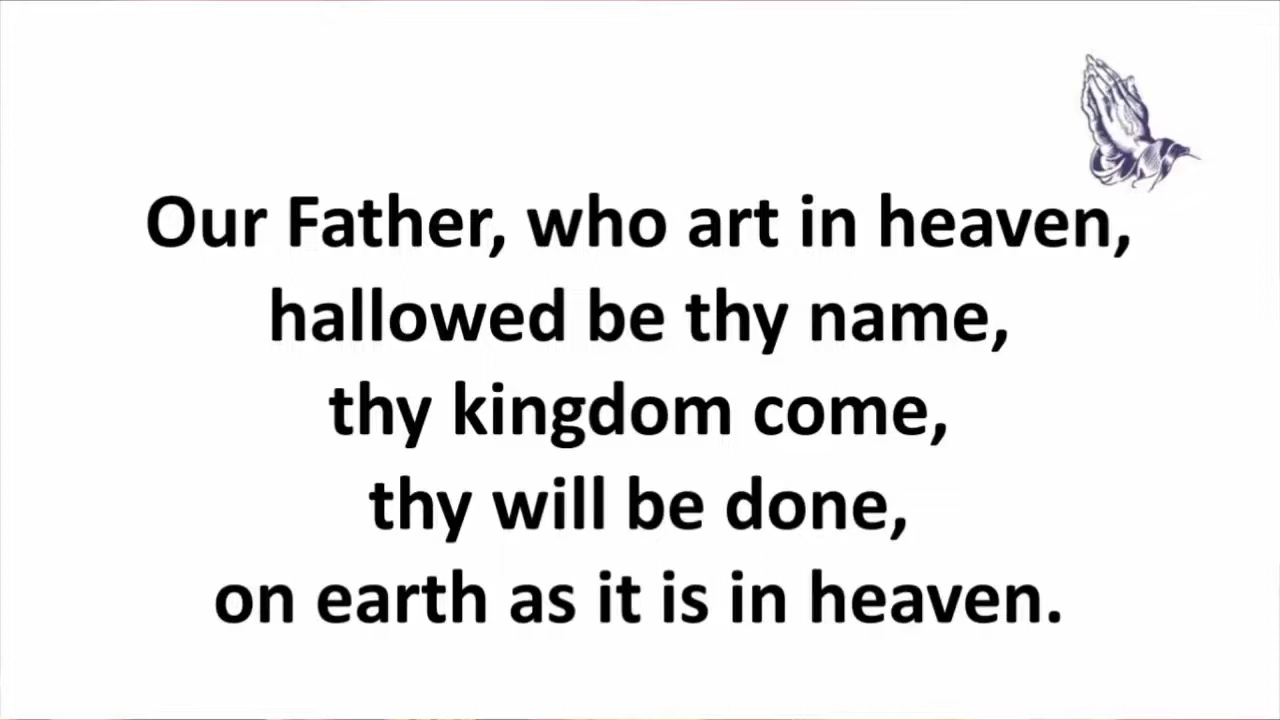 Our Father, who art in heaven,
hallowed be thy name,
thy kingdom come,
thy will be done,
on earth as it is in heaven.